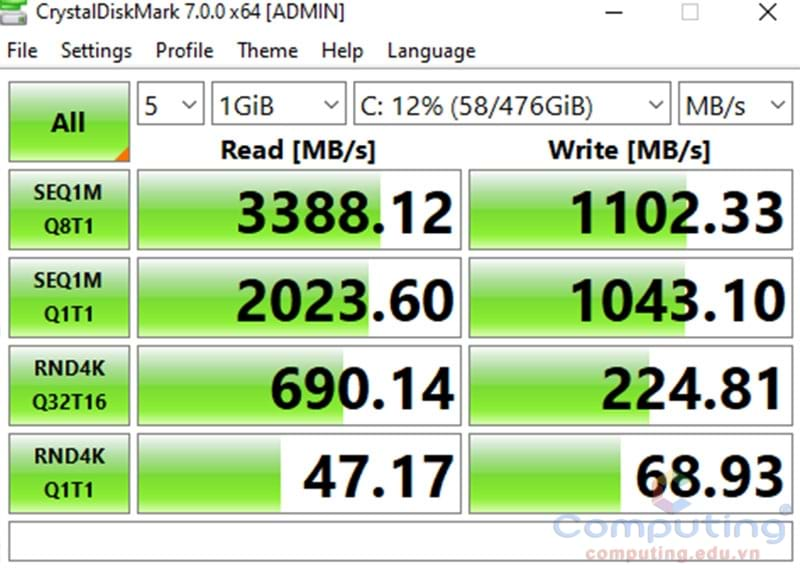 CrystalDiskMark 7.0.0 x64 [ADMIN]
File Settings Profile Theme Help Language
All 5 1GiB C: 12% (58/476GiB) MB/s
Read [MB/s] Write [MB/s]
SEQ1M
Q8T1 3388.12 1102.33
SEQ1M
Q1T1 2023.60 1043.10
RND4K
Q32T16 690.14 224.81
RND4K
Q1T1 47.17 68.93
Computing®
computing.edu.vn